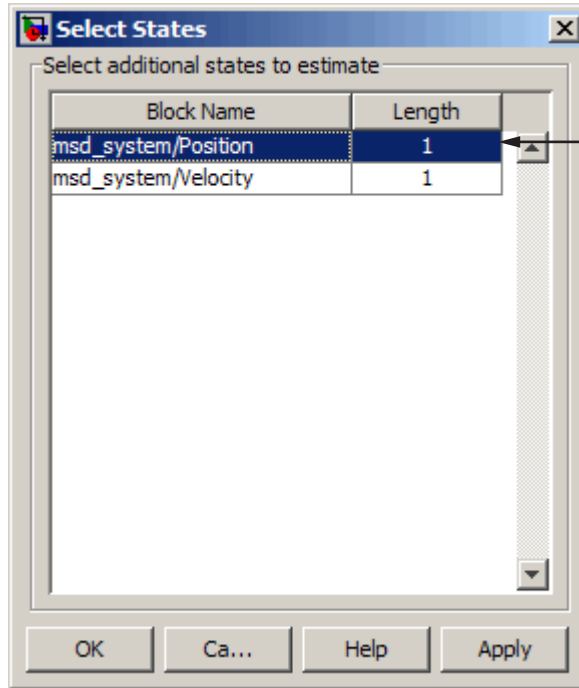 Select States
Select additional states to estimate
Block Name Length
msd_system/Position 1
msd_system/Velocity 1
OK Ca... Help Apply